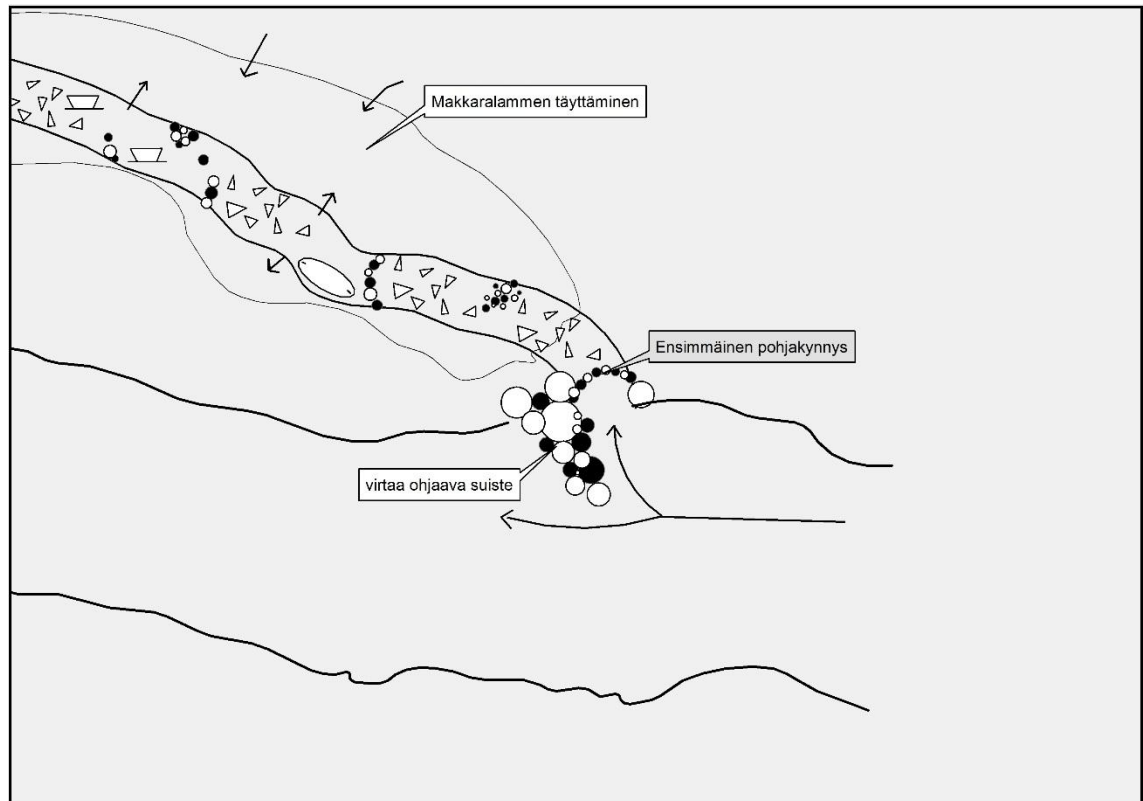 Makkaralammen täyttäminen
Ensimmäinen pohjakynnys
virtaa ohjaava suiste